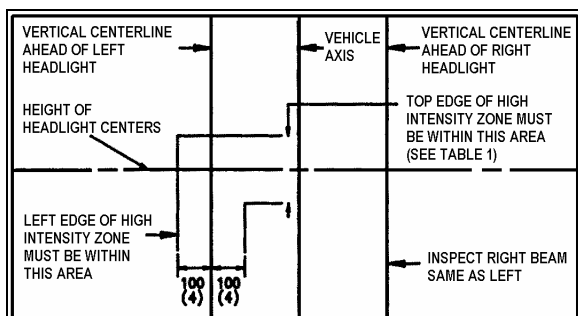 VERTICAL CENTERLINE
AHEAD OF LEFT
HEADLIGHT
VEHICLE
AXIS
VERTICAL CENTERLINE
AHEAD OF RIGHT
HEADLIGHT
HEIGHT OF
HEADLIGHT CENTERS
TOP EDGE OF HIGH
INTENSITY ZONE MUST
BE WITHIN THIS AREA
(SEE TABLE 1)
LEFT EDGE OF HIGH
INTENSITY ZONE
MUST BE WITHIN
THIS AREA
100
(4)
100
(4)
INSPECT RIGHT BEAM
SAME AS LEFT